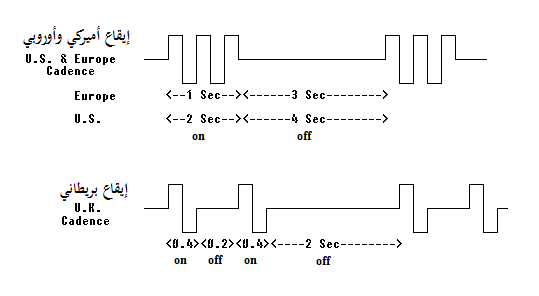 إيقاع أميركي وأوروبي
U.S. & Europe
Cadence
Europe <--1 Sec--><------3 Sec------->
U.S. <--2 Sec--><------4 Sec------->
on off
إيقاع بريطاني
U.K.
Cadence
<0.4><0.2><0.4><----2 Sec-------->
on off on off